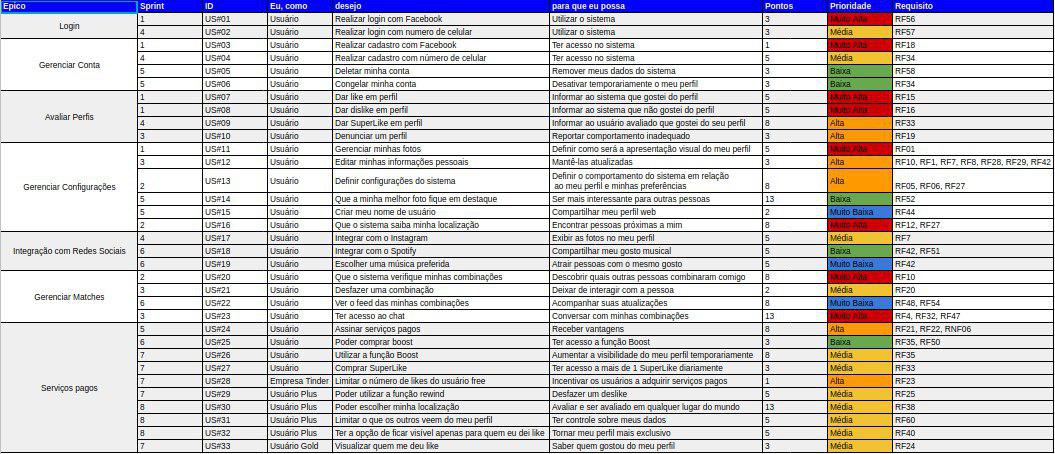 Épico Sprint ID Eu, como desejo para que eu possa Pontos Prioridade Requisito
Login
1 US#01 Usuário Realizar login com Facebook Utilizar o sistema 3 Muito Alta RF56
4 US#02 Usuário Realizar login com numero de celular Utilizar o sistema 3 Média RF57
Gerenciar Conta
1 US#03 Usuário Realizar cadastro com Facebook Ter acesso no sistema 1 Muito Alta RF18
4 US#04 Usuário Realizar cadastro com número de celular Ter acesso no sistema 5 Média RF34
5 US#05 Usuário Deletar minha conta Remover meus dados do sistema 3 Baixa RF58
5 US#06 Usuário Congelar minha conta Desativar temporariamente o meu perfil 3 Baixa RF34
Avaliar Perfis
1 US#07 Usuário Dar like em perfil Informar ao sistema que gostei do perfil 5 Muito Alta RF15
1 US#08 Usuário Dar dislike em perfil Informar ao sistema que não gostei do perfil 5 Muito Alta RF16
4 US#09 Usuário Dar SuperLike em perfil Informar ao usuário avaliado que gostei do seu perfil 8 Alta RF33
3 US#10 Usuário Denunciar um perfil Reportar comportamento inadequado 3 Alta RF19
Gerenciar Configurações
1 US#11 Usuário Gerenciar minhas fotos Definir como será a apresentação visual do meu perfil 5 Muito Alta RF01
3 US#12 Usuário Editar minhas informações pessoais Mantê-las atualizadas 3 Alta RF10, RF1, RF7, RF8, RF28, RF29, RF42
2 US#13 Usuário Definir configurações do sistema Definir o comportamento do sistema em relação
ao meu perfil e minhas preferências 8 Alta RF05, RF06, RF27
5 US#14 Usuário Que a minha melhor foto fique em destaque Ser mais interessante para outras pessoas 13 Baixa RF52
5 US#15 Usuário Criar meu nome de usuário Compartilhar meu perfil web 2 Muito Baixo RF44
2 US#16 Usuário Que o sistema saiba minha localização Encontrar pessoas próximas a mim 8 Muito Alta RF12, RF27
Integração com Redes Sociais
4 US#17 Usuário Integrar com o Instagram Exibir as fotos no meu perfil 5 Média RF7
6 US#18 Usuário Integrar com o Spotify Compartilhar meu gosto musical 5 Baixa RF42, RF51
6 US#19 Usuário Escolher uma música preferida Atrair pessoas com o mesmo gosto 5 Muito Baixa RF42
Gerenciar Matches
2 US#20 Usuário Que o sistema verifique minhas combinações Descobrir quais outras pessoas combinaram comigo 8 Muito Alta RF10
3 US#21 Usuário Desfazer uma combinação Deixar de interagir com a pessoa 2 Média RF20
6 US#22 Usuário Ver o feed das minhas combinações Acompanhar suas atualizações 8 Muito Baixa RF48, RF54
3 US#23 Usuário Ter acesso ao chat Conversar com minhas combinações 13 Muito Alta RF4, RF32, RF47
Serviços pagos
5 US#24 Usuário Assinar serviços pagos Receber vantagens 8 Alta RF21, RF22, RNF06
6 US#25 Usuário Poder comprar boost Ter acesso a função Boost 3 Baixa RF35, RF50
7 US#26 Usuário Utilizar a função Boost Aumentar a visibilidade do meu perfil temporariamente 8 Média RF35
7 US#27 Usuário Comprar SuperLike Ter acesso a mais de 1 SuperLike diariamente 3 Média RF33
7 US#28 Empresa Tinder Limitar o número de likes do usuário free Incentivar os usuários a adquirir serviços pagos 1 Alta RF23
7 US#29 Usuário Plus Poder utilizar a função rewind Desfazer um deslike 5 Média RF25
8 US#30 Usuário Plus Poder escolher minha localização Avaliar e ser avaliado em qualquer lugar do mundo 13 Média RF38
8 US#31 Usuário Plus Limitar o que os outros veem do meu perfil Ter controle sobre meus dados 5 Média RF60
8 US#32 Usuário Plus Ter a opção de ficar visível apenas para quem eu dei like Tornar meu perfil mais exclusivo 5 Média RF40
7 US#33 Usuário Gold Visualizar quem me deu like Saber quem gostou do meu perfil 3 Média RF24